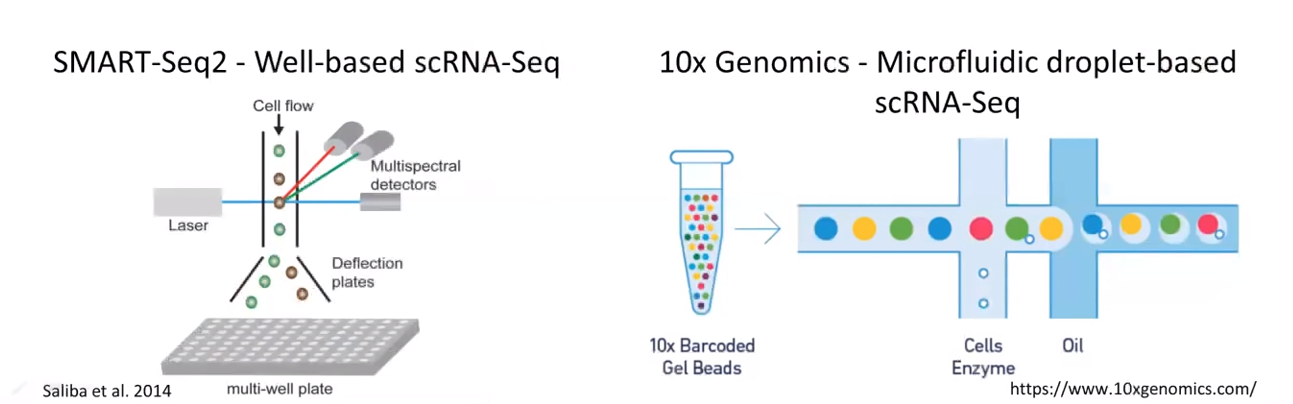 SMART-Seq2 - Well-based scRNA-Seq
Cell flow
Multispectral
detectors
Laser
Deflection
plates
multi-well plate
Saliba et al. 2014
10x Genomics - Microfluidic droplet-based
scRNA-Seq
10x Barcoded
Gel Beads
Cells
Enzyme
Oil
https://www.10xgenomics.com/